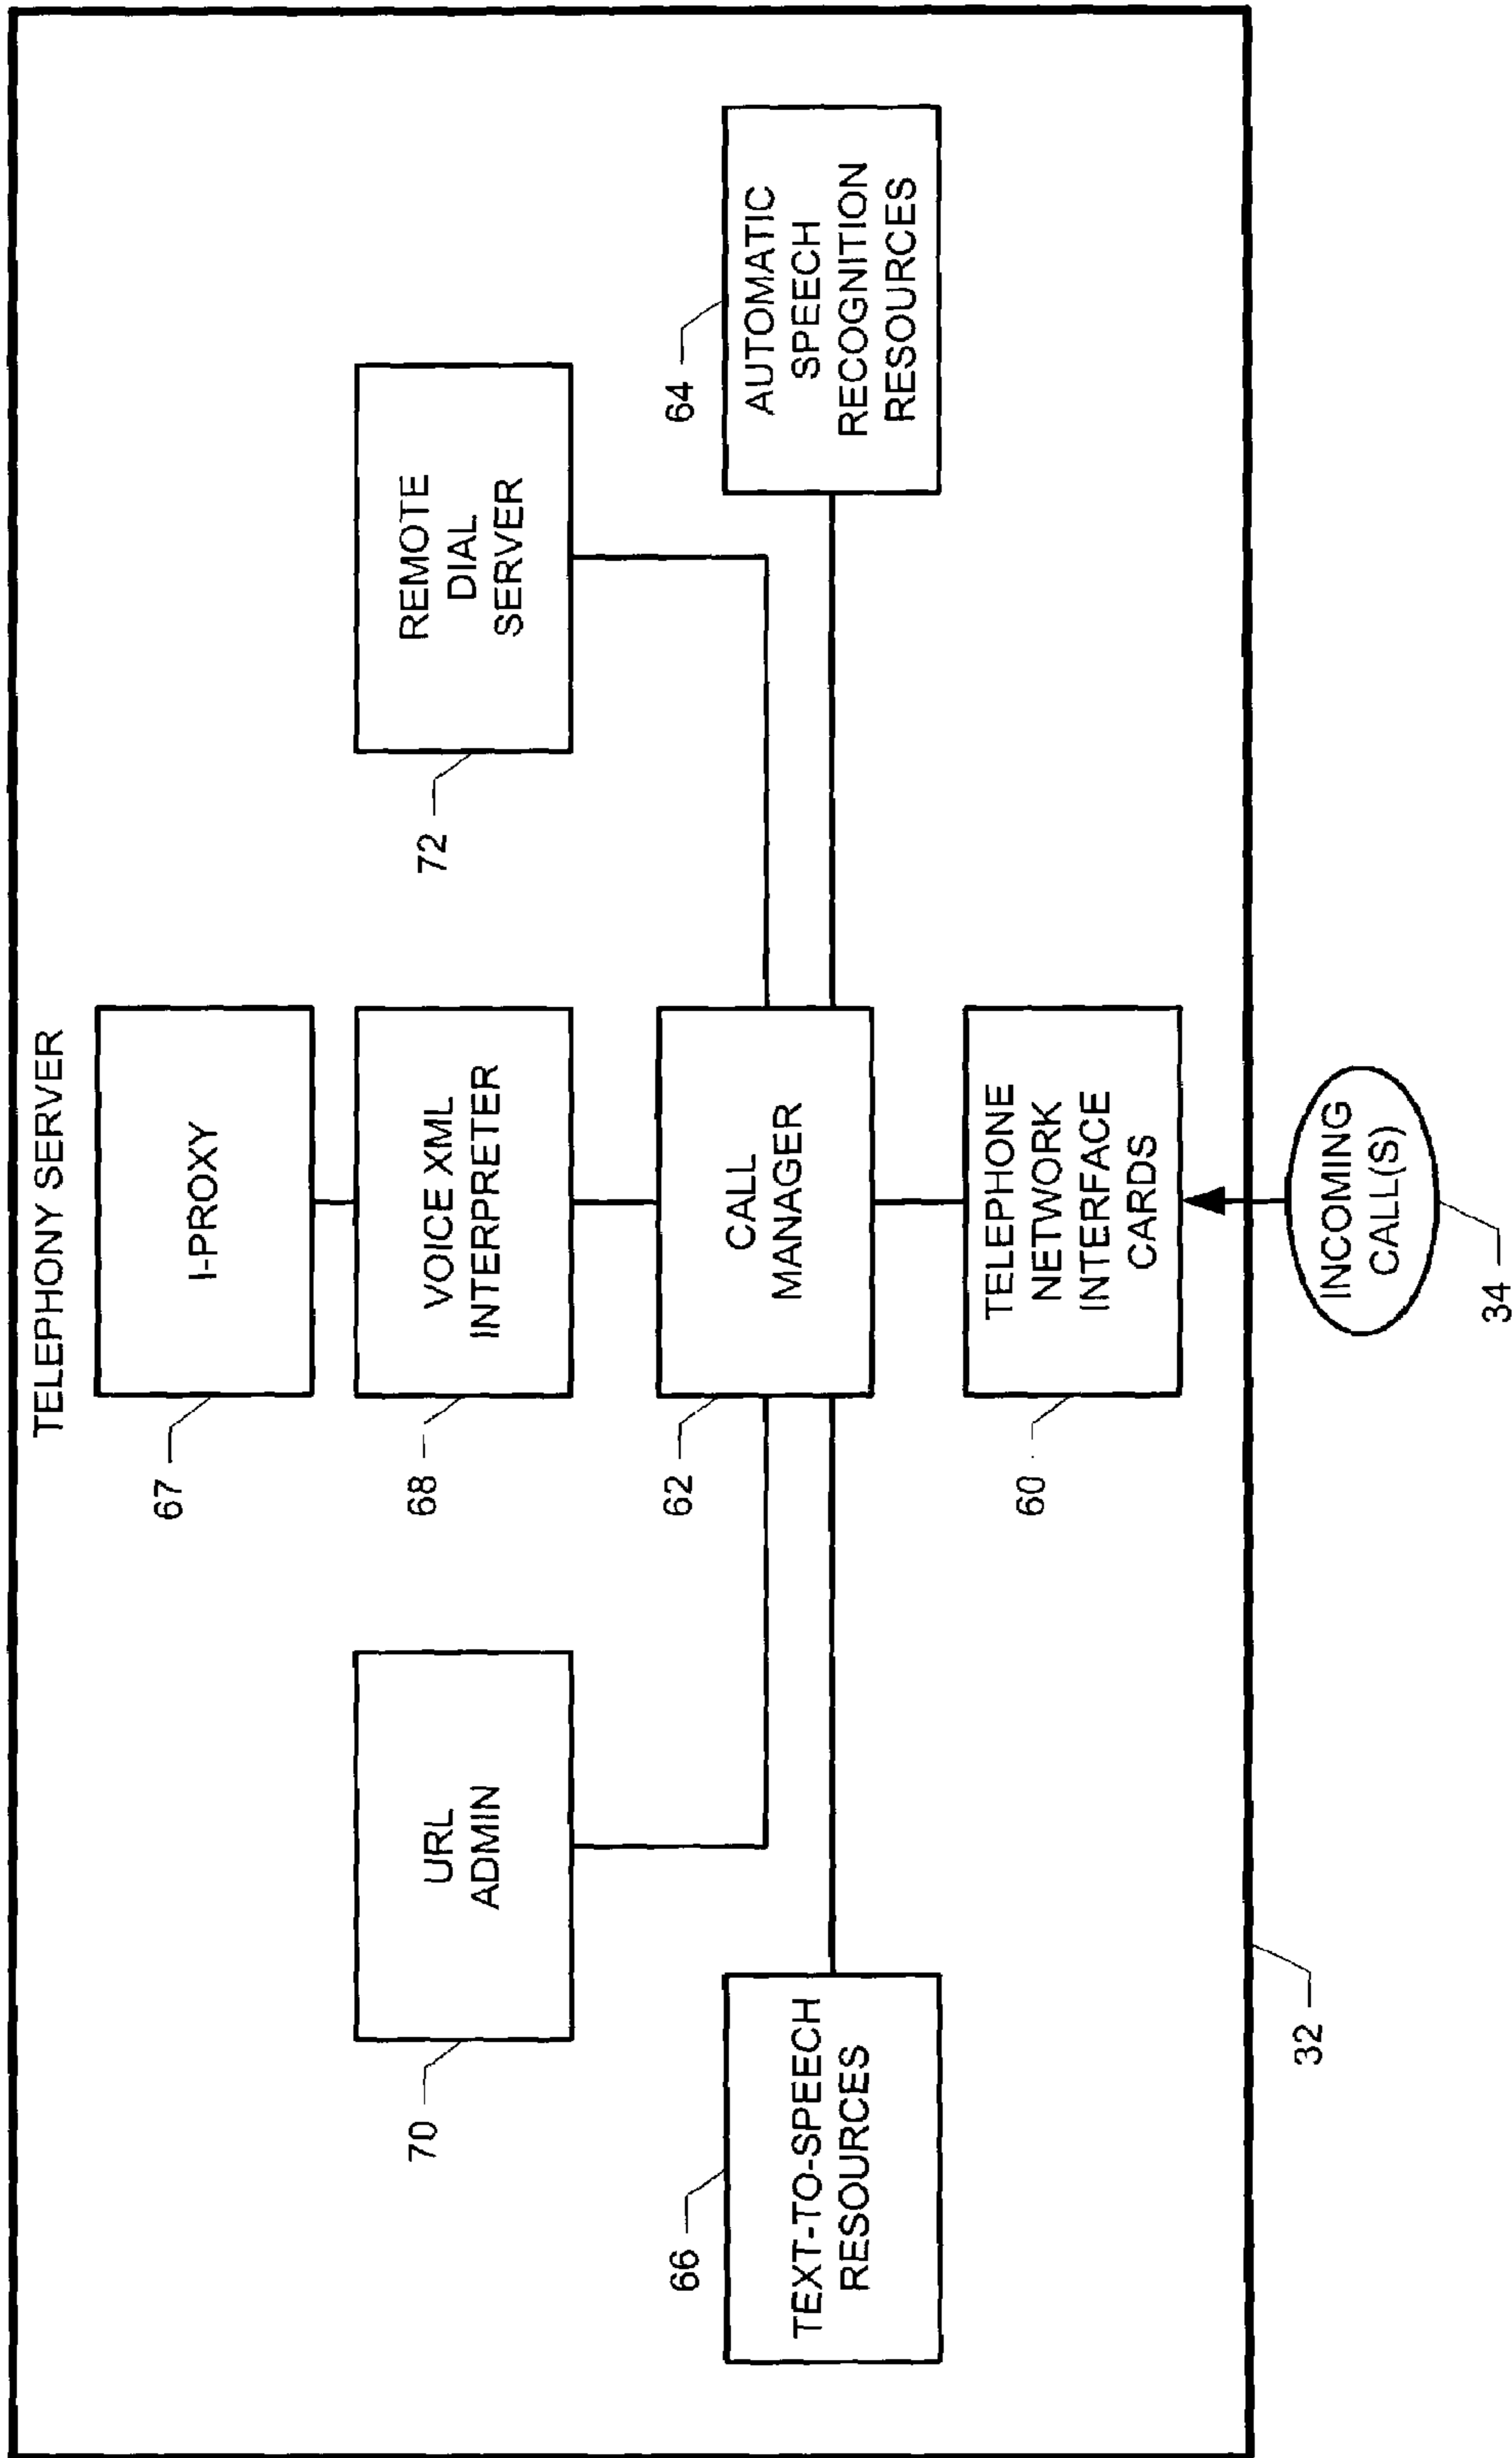 TELEPHONY SERVER
I-PROXY
67
URL
ADMIN
70
VOICE XML
INTERPRETER
68
REMOTE
DIAL
SERVER
72
TEXT-TO-SPEECH
RESOURCES
66
CALL
MANAGER
62
AUTOMATIC
SPEECH
RECOGNITION
RESOURCES
64
TELEPHONE
NETWORK
INTERFACE
CARDS
60
32
INCOMING
CALL(S)
34